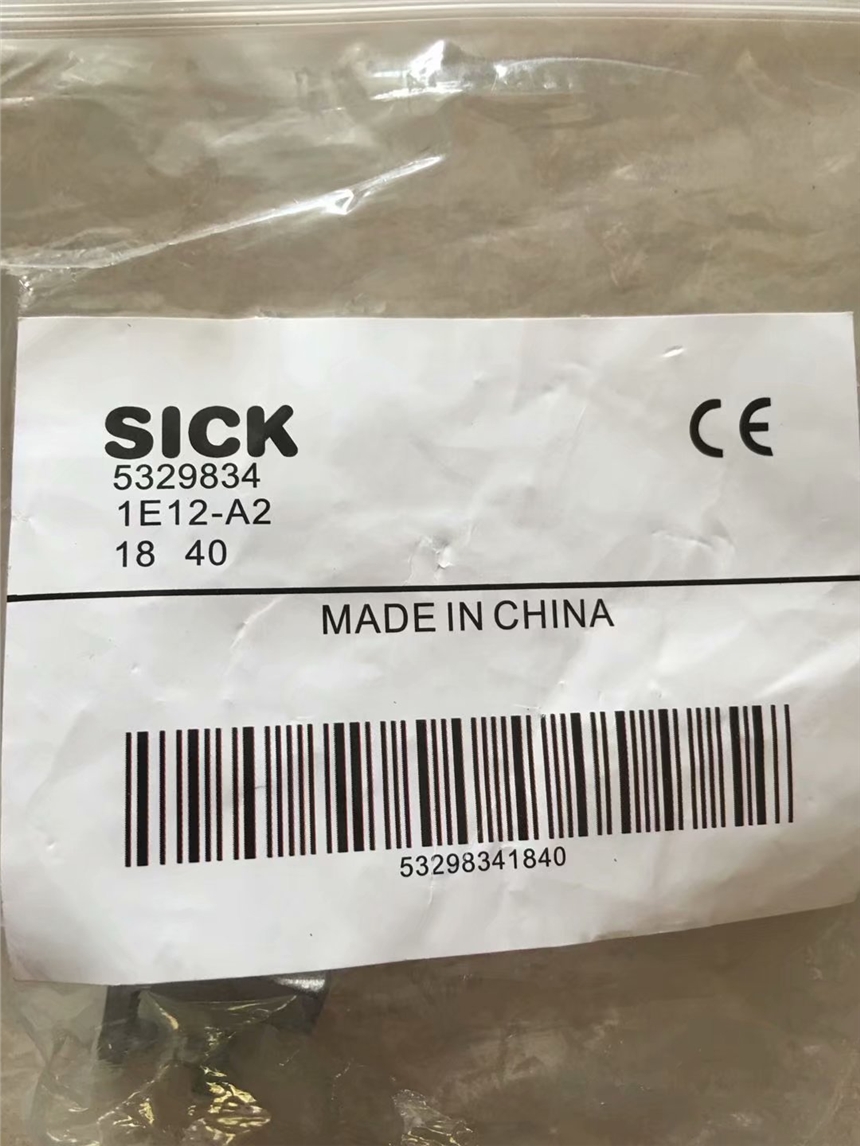 SICK
CE
5329834
1E12-A2
18 40
MADE IN CHINA
53298341840